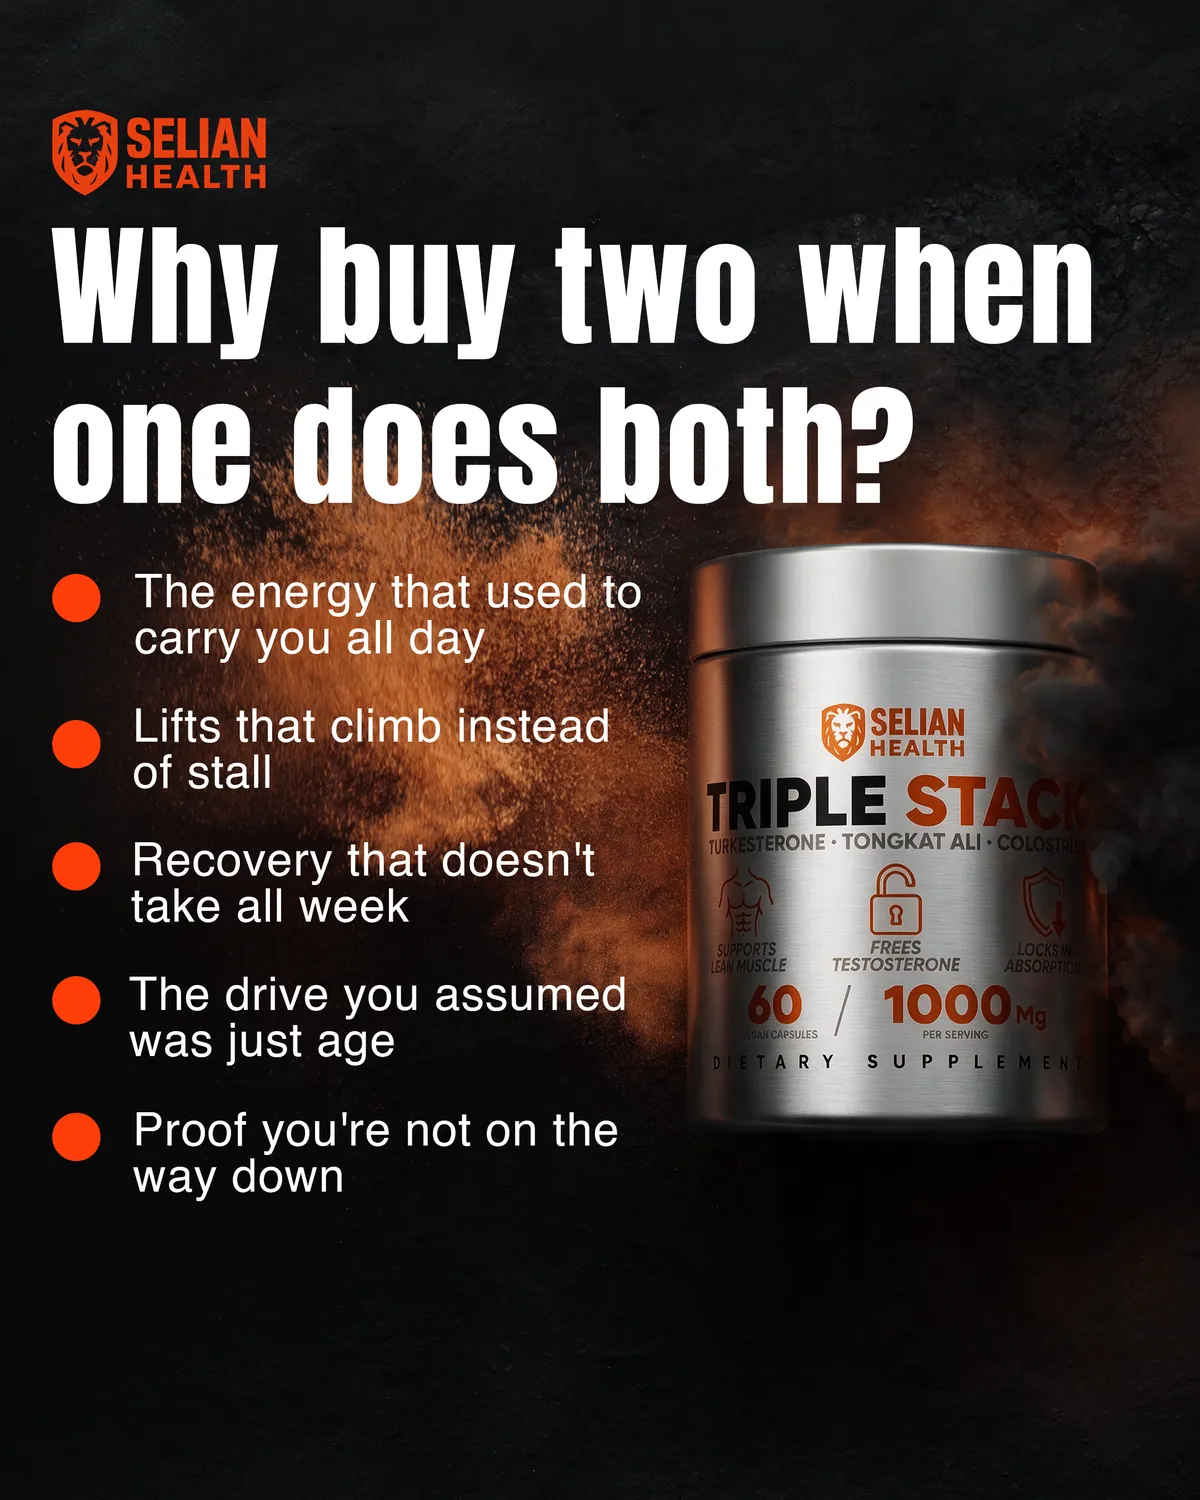 SELIAN
HEALTH
Why buy two when
one does both?
The energy that used to
carry you all day
Lifts that climb instead
of stall
Recovery that doesn't
take all week
The drive you assumed
was just age
Proof you're not on the
way down
SELIAN
HEALTH
TRIPLE STACK
TURKESTERONE · TONGKAT ALI · COLOSTRUM
SUPPORTS
LEAN MUSCLE
FREES
TESTOSTERONE
LOCKS IN
ABSORPTION
60
VEGAN CAPSULES
/
1000Mg
PER SERVING
DIETARY SUPPLEMENT